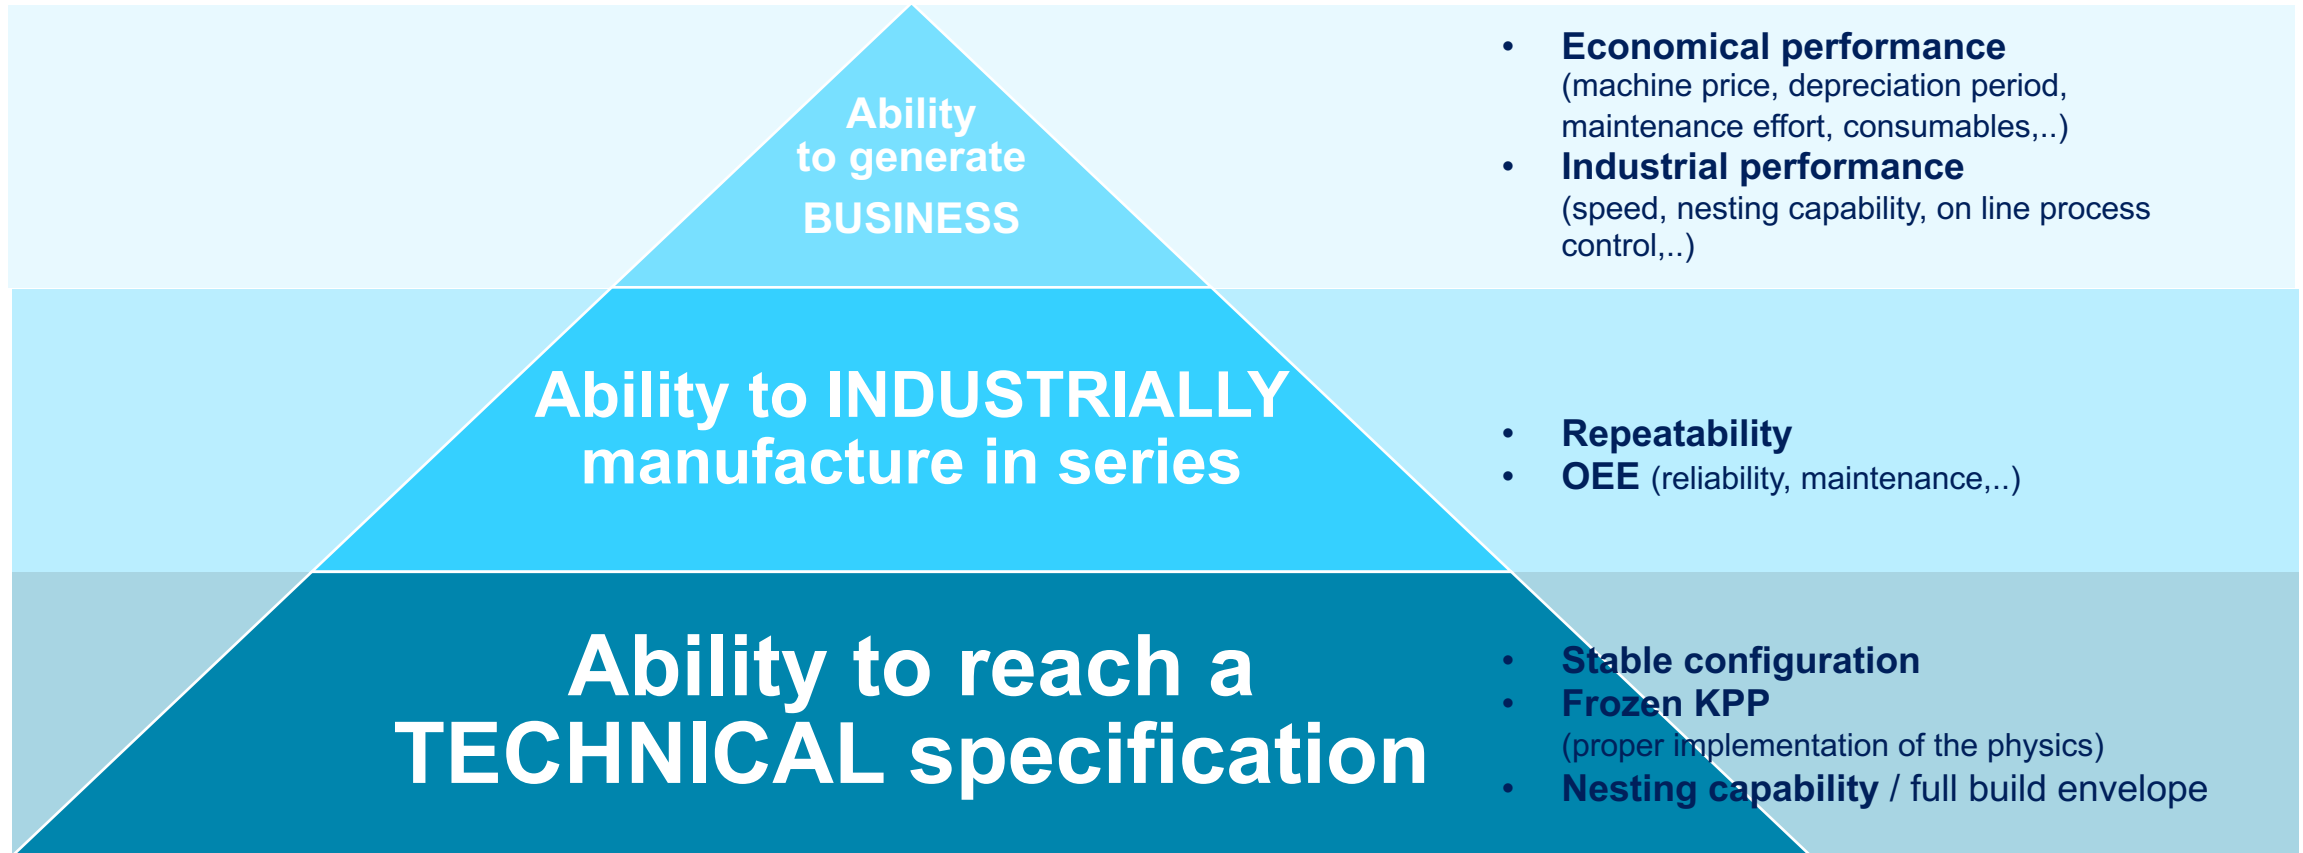 Ability
to generate
BUSINESS
• Economical performance
(machine price, depreciation period,
maintenance effort, consumables,..)
• Industrial performance
(speed, nesting capability, on line process
control,..)
Ability to INDUSTRIALLY
manufacture in series
• Repeatability
• OEE (reliability, maintenance,..)
Ability to reach a
TECHNICAL specification
• Stable configuration
• Frozen KPP
(proper implementation of the physics)
• Nesting capability / full build envelope